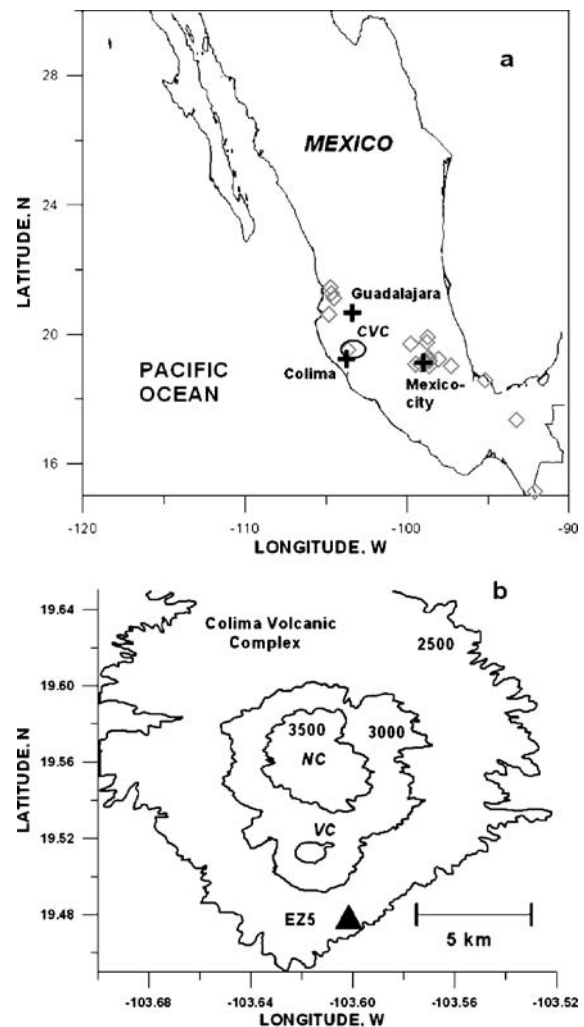 a
28
MEXICO
LATITUDE, N
24
Guadalajara
20
CVC
PACIFIC
OCEAN
Colima
Mexico-
city
16
-120
-110
-100
-90
LONGITUDE, W
b
19.64
Colima Volcanic
Complex
2500
19.60
3500
3000
NC
LATITUDE, N
19.56
VC
19.52
19.48
EZ5
5 km
-103.68
-103.64
-103.60
-103.56
-103.52
LONGITUDE, W